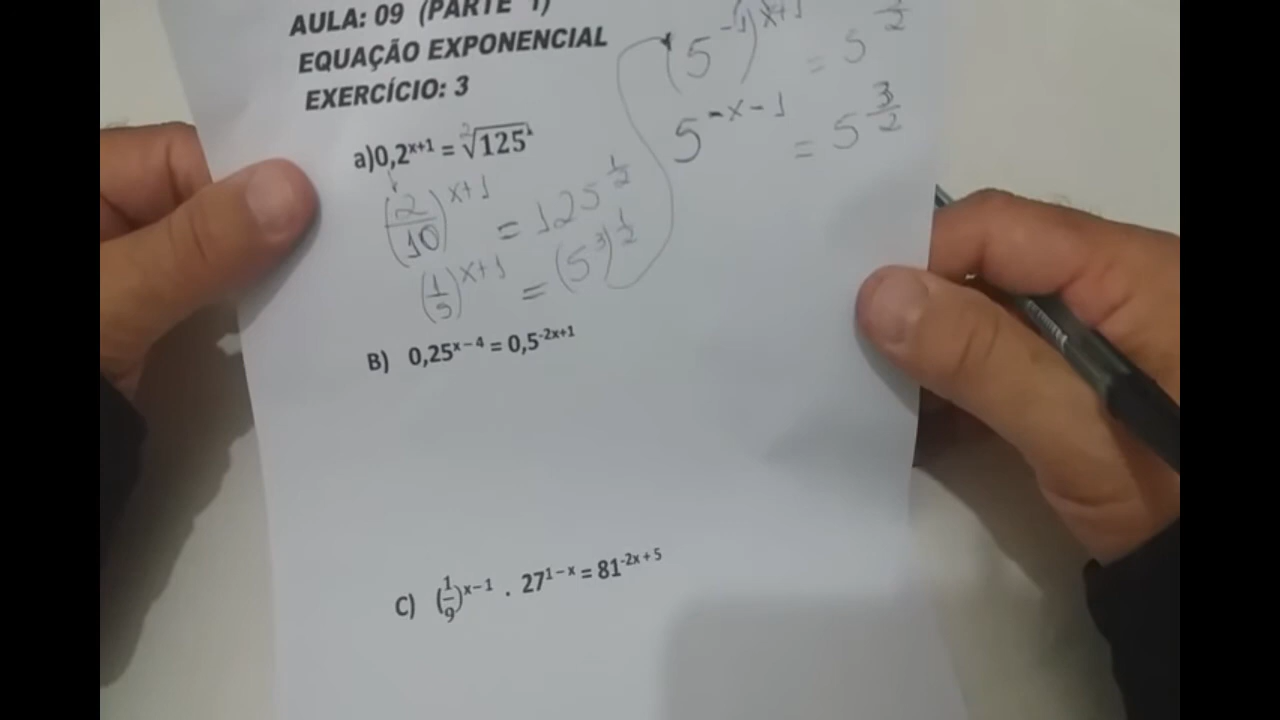 AULA: 09 (PARTE 1)
EQUAÇÃO EXPONENCIAL
EXERCÍCIO: 3
a)0,2^(x+1) = ²√125¹
(2/10)^(x+1) = 125^(1/2)
(1/5)^(x+1) = (5³)^(1/2)
(5^-1)^(x+1) = 5^(3/2)
5^(-x-1) = 5^(3/2)
B) 0,25^(x-4) = 0,5^(-2x+1)
C) (1/9)^(x-1) . 27^(1-x) = 81^(-2x+5)